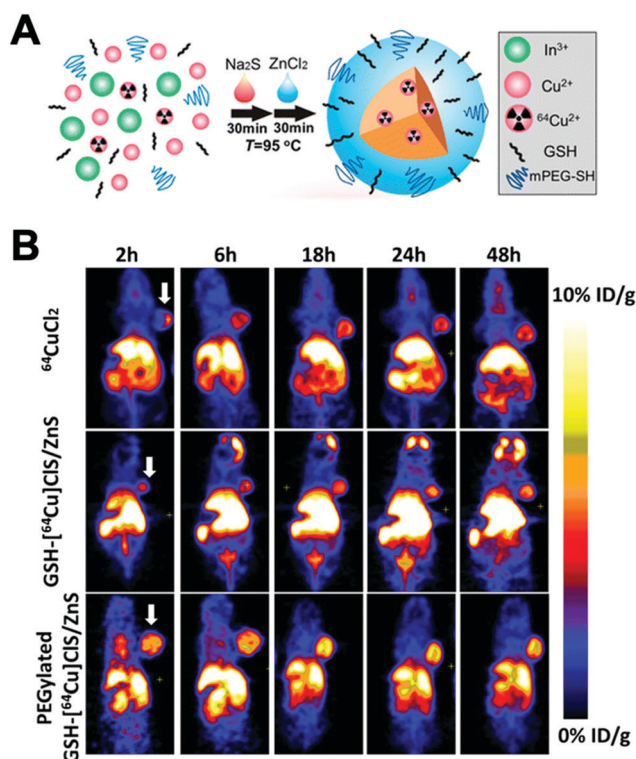 A
Na₂S ZnCl₂
30min 30min
T=95 °C
In³⁺
Cu²⁺
⁶⁴Cu²⁺
GSH
mPEG-SH
B
2h 6h 18h 24h 48h
⁶⁴CuCl₂
GSH-[⁶⁴Cu]CIS/ZnS
PEGylated
GSH-[⁶⁴Cu]CIS/ZnS
10% ID/g
0% ID/g